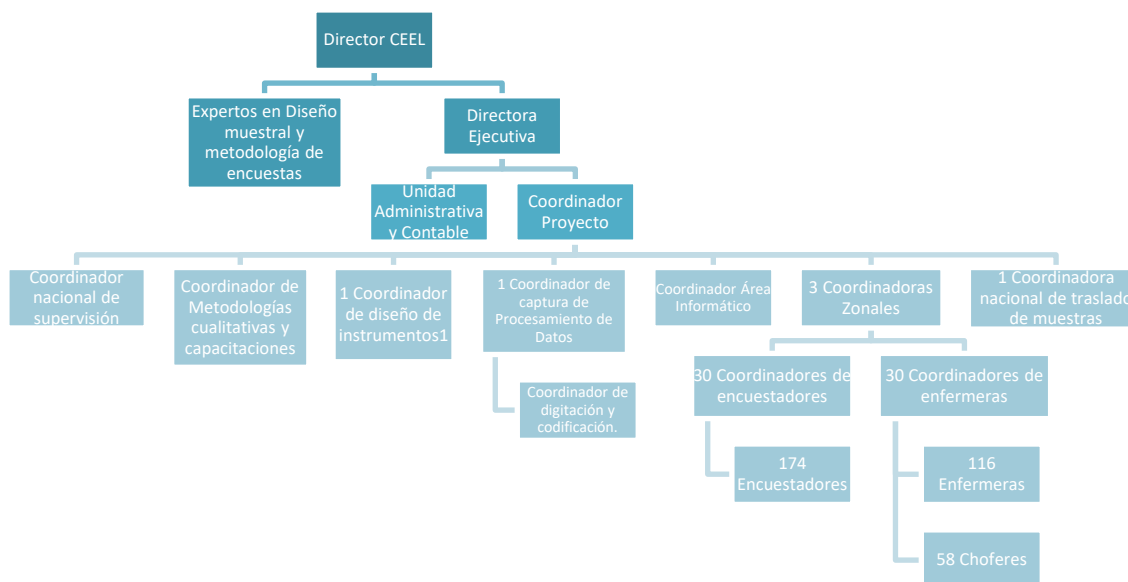 Director CEEL
Expertos en Diseño
muestral y
metodología de
encuestas
Directora
Ejecutiva
Unidad
Administrativa
y Contable
Coordinador
Proyecto
Coordinador
nacional de
supervisión
Coordinador de
Metodologías
cualitativas y
capacitaciones
1 Coordinador
de diseño de
instrumentos1
1 Coordinador de
captura de
Procesamiento de
Datos
Coordinador Área
Informático
3 Coordinadoras
Zonales
1 Coordinadora
nacional de traslado
de muestras
Coordinador de
digitación y
codificación.
30 Coordinadores de
encuestadores
30 Coordinadores de
enfermeras
174
Encuestadores
116
Enfermeras
58 Choferes